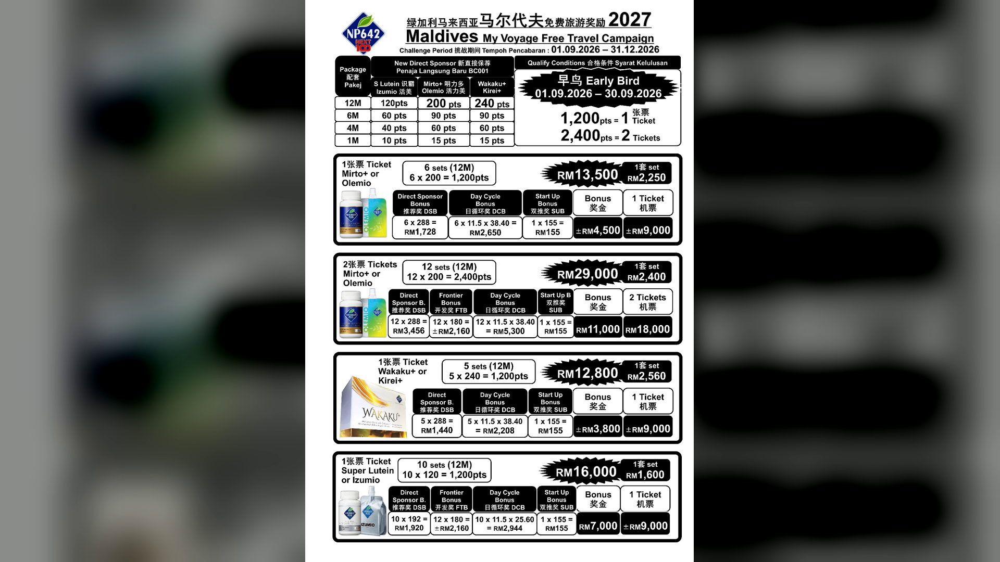 NP642
NEXT
100
绿加利马来西亚马尔代夫免费旅游奖励 2027
Maldives My Voyage Free Travel Campaign
Challenge Period 挑战期间 Tempoh Pencabaran : 01.09.2026 – 31.12.2026
Package
配套
Pakej
New Direct Sponsor 新直接保荐
Penaja Langsung Baru BC001
S Lutein 识霸
Izumio 活美
Mirto+ 明力多
Olemio 活力美
Wakaku+
Kirei+
12M 120pts 200 pts 240 pts
6M 60 pts 90 pts 90 pts
4M 40 pts 60 pts 60 pts
1M 10 pts 15 pts 15 pts
Qualify Conditions 合格条件 Syarat Kelulusan
早鸟 Early Bird
01.09.2026 – 30.09.2026
1,200pts = 1 张票 Ticket
2,400pts = 2 Tickets
1张票 Ticket
Mirto+ or
Olemio
6 sets (12M)
6 x 200 = 1,200pts
RM13,500
1套 set
RM2,250
NATURALLY
PLUS
OLEMIO
Direct Sponsor
Bonus
推荐奖 DSB
Day Cycle
Bonus
日循环奖 DCB
Start Up
Bonus
双推奖 SUB
Bonus
奖金
1 Ticket
机票
6 x 288 =
RM1,728
6 x 11.5 x 38.40 =
RM2,650
1 x 155 =
RM155
±RM4,500
±RM9,000
2张票 Tickets
Mirto+ or
Olemio
12 sets (12M)
12 x 200 = 2,400pts
RM29,000
1套 set
RM2,400
NATURALLY
PLUS
OLEMIO
Direct
Sponsor B.
推荐奖 DSB
Frontier
Bonus
开发奖 FTB
Day Cycle
Bonus
日循环奖 DCB
Start Up B
双推奖
SUB
Bonus
奖金
2 Tickets
机票
12 x 288 =
RM3,456
12 x 180 =
±RM2,160
12 x 11.5 x 38.40
= RM5,300
1 x 155 =
RM155
RM11,000
RM18,000
1张票 Ticket
Wakaku+ or
Kirei+
5 sets (12M)
5 x 240 = 1,200pts
RM12,800
1套 set
RM2,560
WAKAKU+
Direct
Sponsor B.
推荐奖 DSB
Day Cycle
Bonus
日循环奖 DCB
Start Up
Bonus
双推奖 SUB
Bonus
奖金
1 Ticket
机票
5 x 288 =
RM1,440
5 x 11.5 x 38.40
= RM2,208
1 x 155 =
RM155
±RM3,800
±RM9,000
1张票 Ticket
Super Lutein
or Izumio
10 sets (12M)
10 x 120 = 1,200pts
RM16,000
1套 set
RM1,600
NATURALLY
PLUS
IZUMIO
Direct
Sponsor B.
推荐奖 DSB
Frontier
Bonus
开发奖 FTB
Day Cycle
Bonus
日循环奖 DCB
Start Up
Bonus
双推奖 SUB
Bonus
奖金
1 Ticket
机票
10 x 192 =
RM1,920
12 x 180 =
±RM2,160
10 x 11.5 x 25.60
= RM2,944
1 x 155 =
RM155
RM7,000
±RM9,000